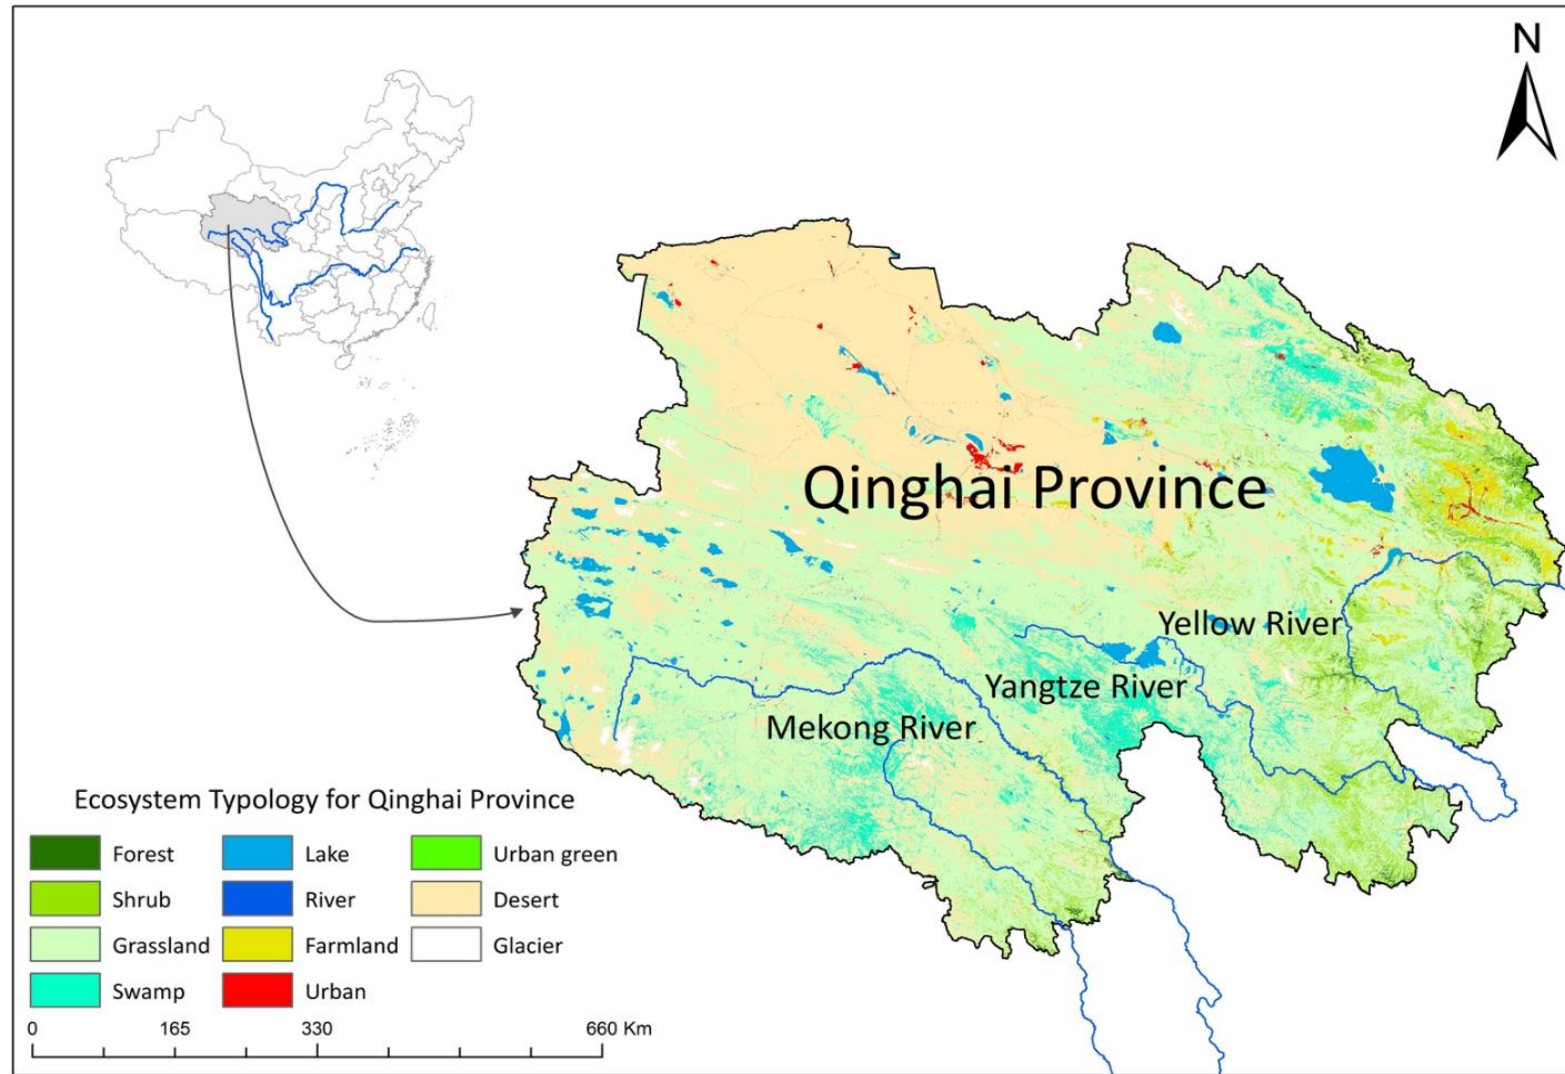 N
Qinghai Province
Yellow River
Yangtze River
Mekong River
Ecosystem Typology for Qinghai Province
Forest
Lake
Urban green
Shrub
River
Desert
Grassland
Farmland
Glacier
Swamp
Urban
0 165 330 660 Km